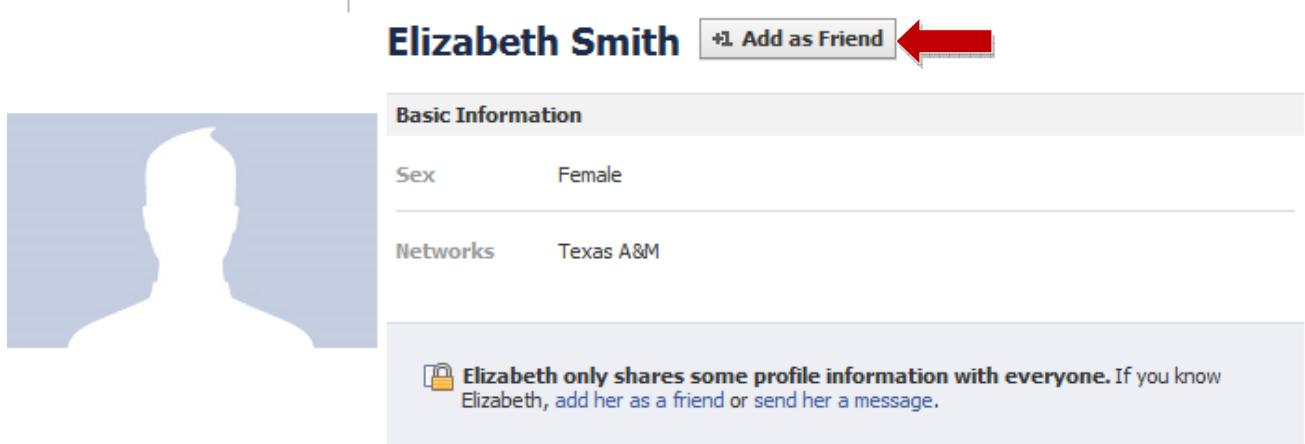 Elizabeth Smith +1 Add as Friend
Basic Information
Sex Female
Networks Texas A&M
Elizabeth only shares some profile information with everyone. If you know
Elizabeth, add her as a friend or send her a message.